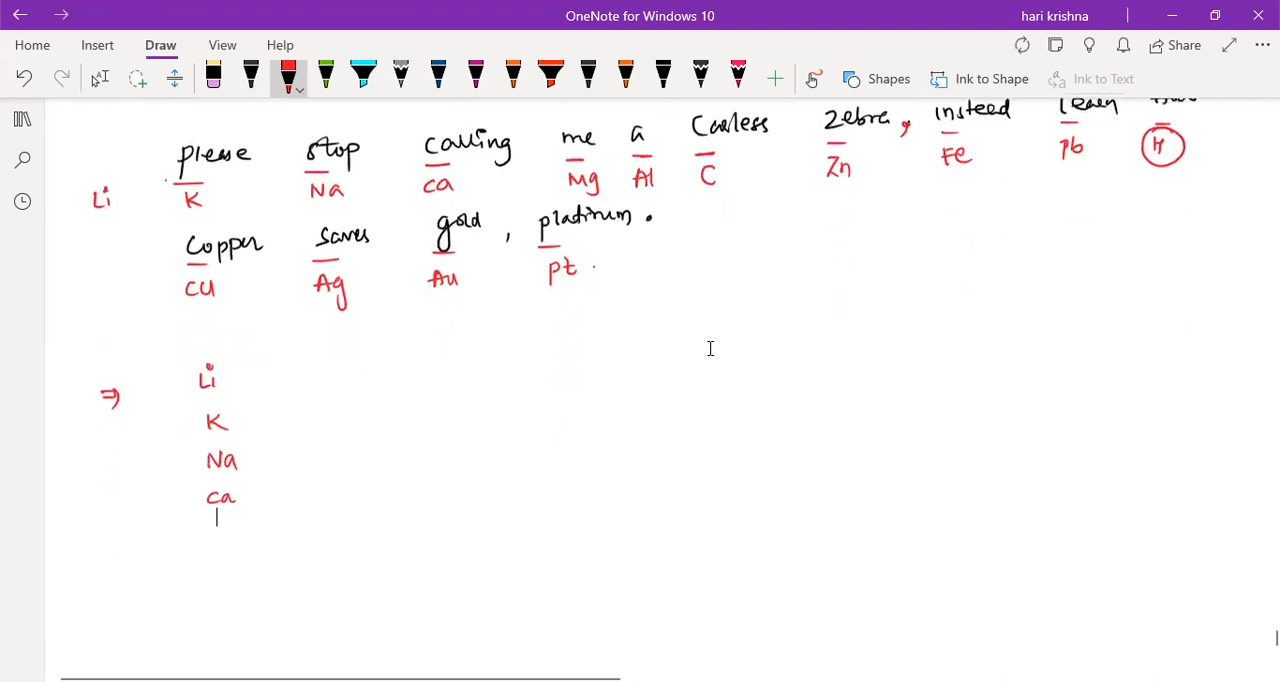 OneNote for Windows 10
hari krishna
Home Insert Draw View Help
Share
Shapes Ink to Shape Ink to Text
please stop calling me a Careless Zebra, insteed learn
Li K Na Ca Mg Al C Zn Fe Pb H
Copper saves gold, platinum.
Cu Ag Au Pt.
⇒ Li
K
Na
Ca